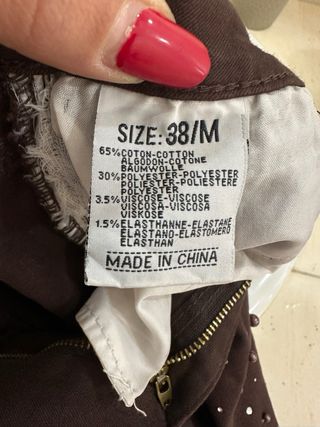 SIZE: 38/M
65%COTON-COTTON
ALGODON-COTONE
BAUMWOLLE
30%POLYESTER-POLYESTER
POLIESTER-POLIESTERE
POLYESTER
3.5%VISCOSE-VISCOSE
VISCOSA-VISCOSA
VISKOSE
1.5%ELASTHANNE-ELASTANE
ELASTANO-ELASTOMERO
ELASTHAN
MADE IN CHINA